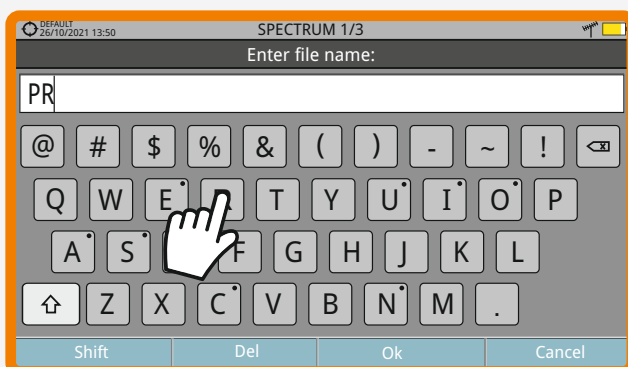 DEFAULT
26/10/2021 13:50 SPECTRUM 1/3
Enter file name:
PR
@ # $ % & ( ) - ~ !
Q W E T Y U I O P
A S F G H J K L
Z X C V B N M .
Shift Del Ok Cancel